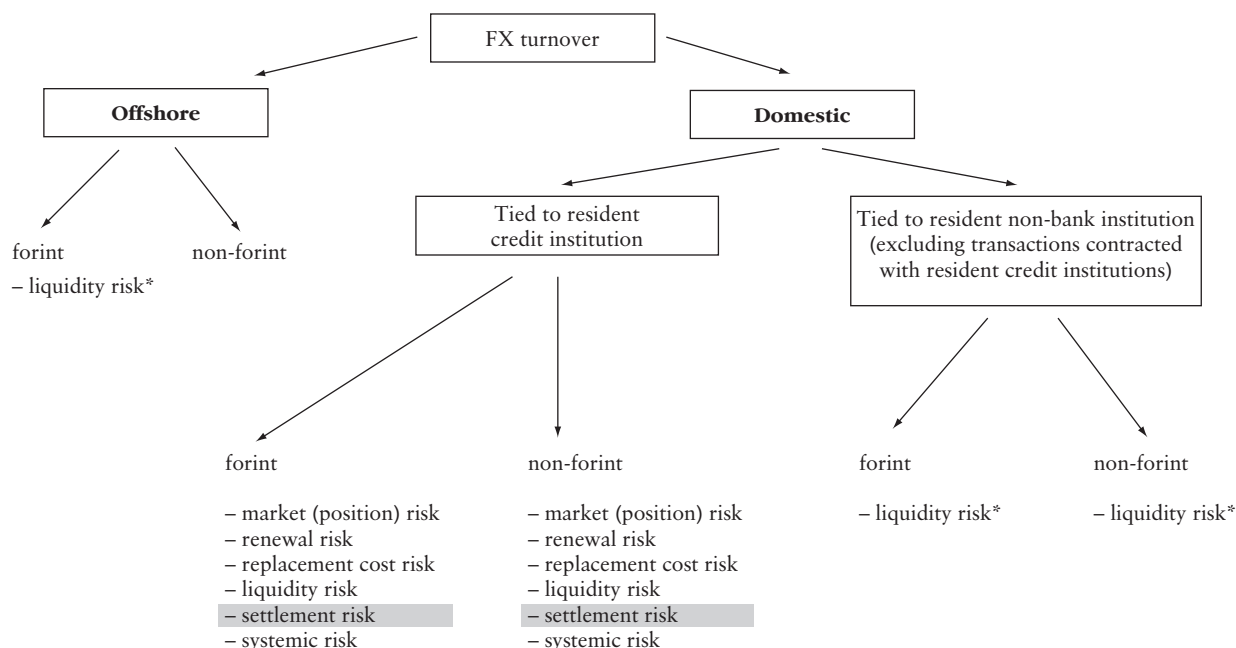 FX turnover
Offshore
Domestic
Tied to resident
credit institution
Tied to resident non-bank institution
(excluding transactions contracted
with resident credit institutions)
forint
– liquidity risk*
non-forint
forint
– market (position) risk
– renewal risk
– replacement cost risk
– liquidity risk
– settlement risk
– systemic risk
non-forint
– market (position) risk
– renewal risk
– replacement cost risk
– liquidity risk
– settlement risk
– systemic risk
forint
– liquidity risk*
non-forint
– liquidity risk*